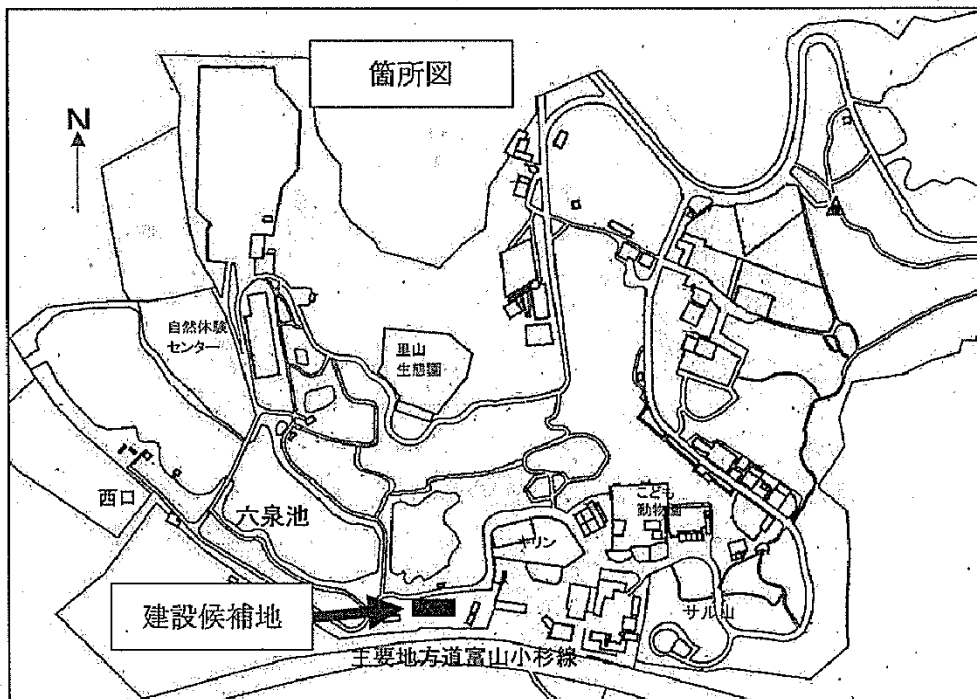 箇所図
N
自然体験
センター
里山
生態園
西口
六泉池
こども
動物園
キリン
サル山
建設候補地
主要地方道富山小杉線